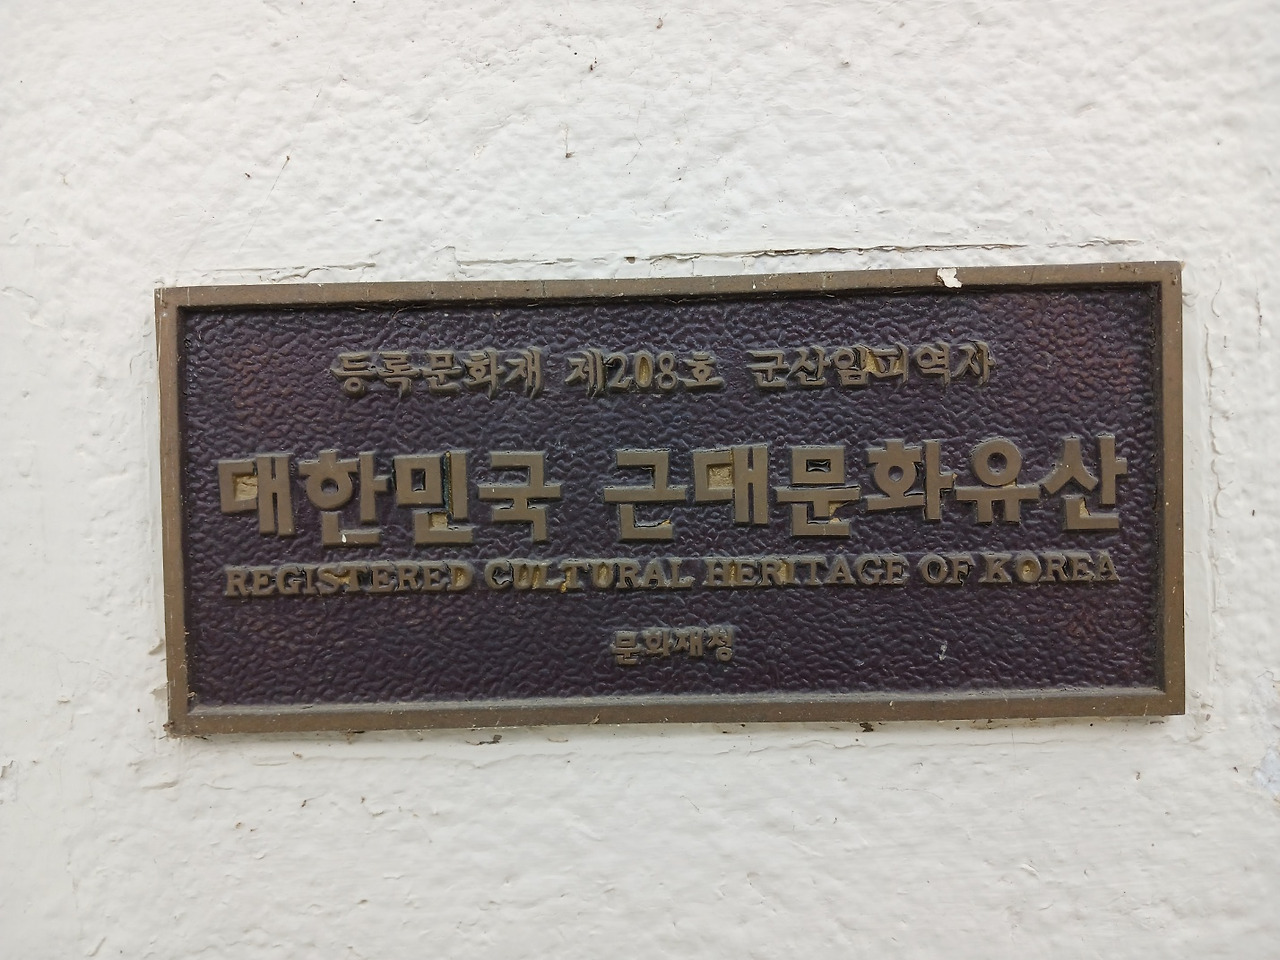 등록문화재 제208호 군산임피역사
대한민국 근대문화유산
REGISTERED CULTURAL HERITAGE OF KOREA
문화재청